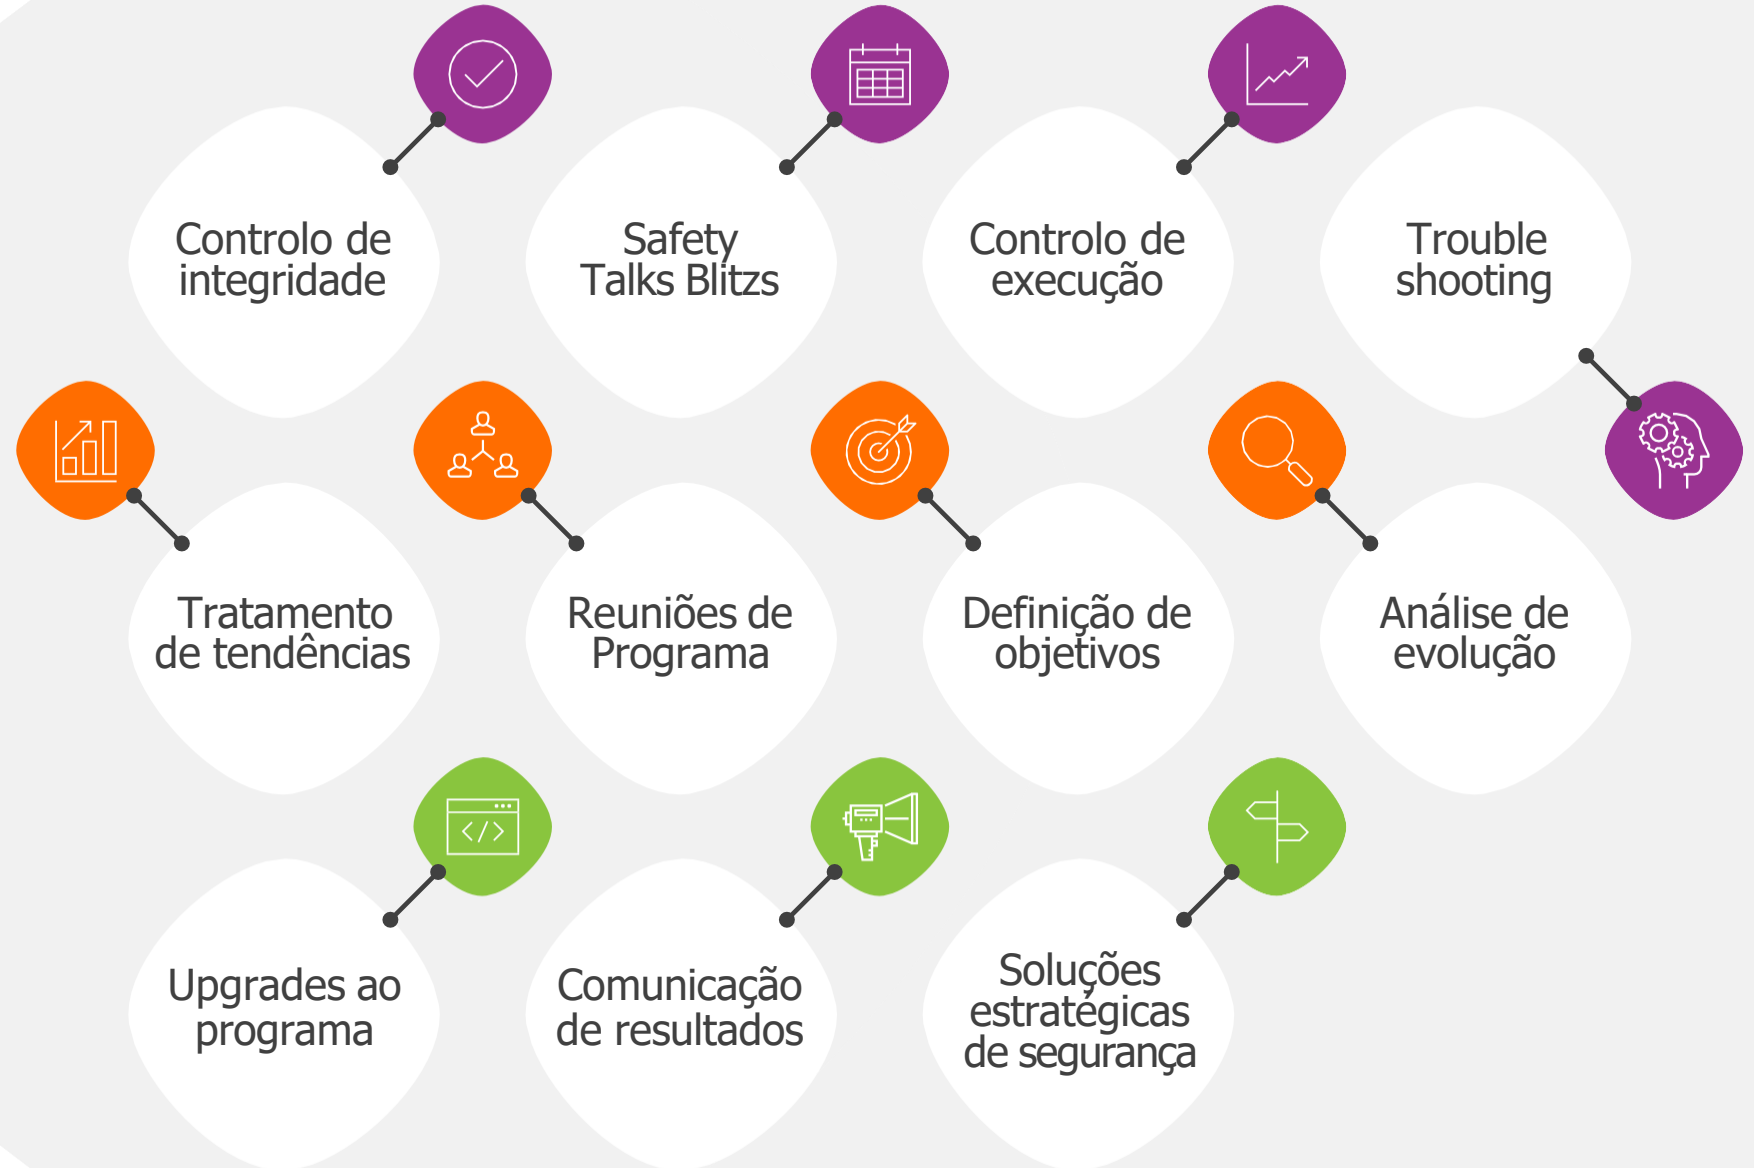 Controlo de
integridade
Safety
Talks Blitzs
Controlo de
execução
Trouble
shooting
Tratamento
de tendências
Reuniões de
Programa
Definição de
objetivos
Análise de
evolução
Upgrades ao
programa
Comunicação
de resultados
Soluções
estratégicas
de segurança